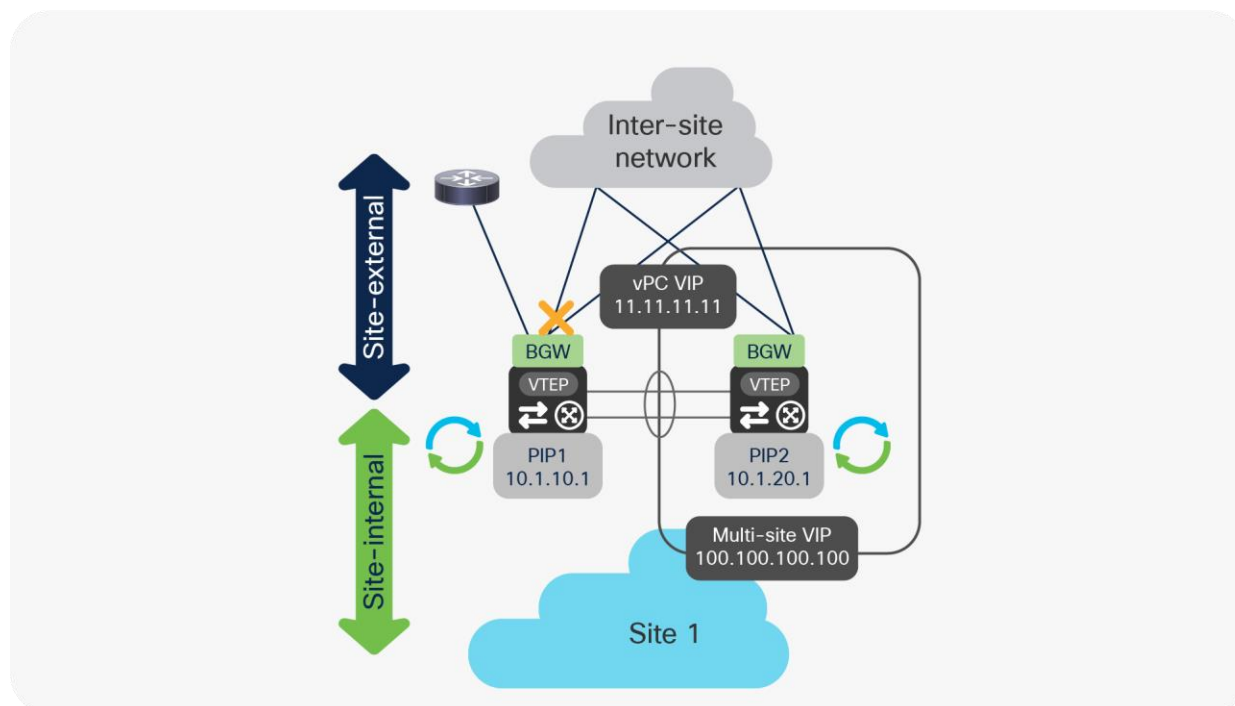 Inter-site
network
Site-external
vPC VIP
11.11.11.11
BGW
BGW
VTEP
VTEP
PIP1
10.1.10.1
PIP2
10.1.20.1
Site-internal
Multi-site VIP
100.100.100.100
Site 1